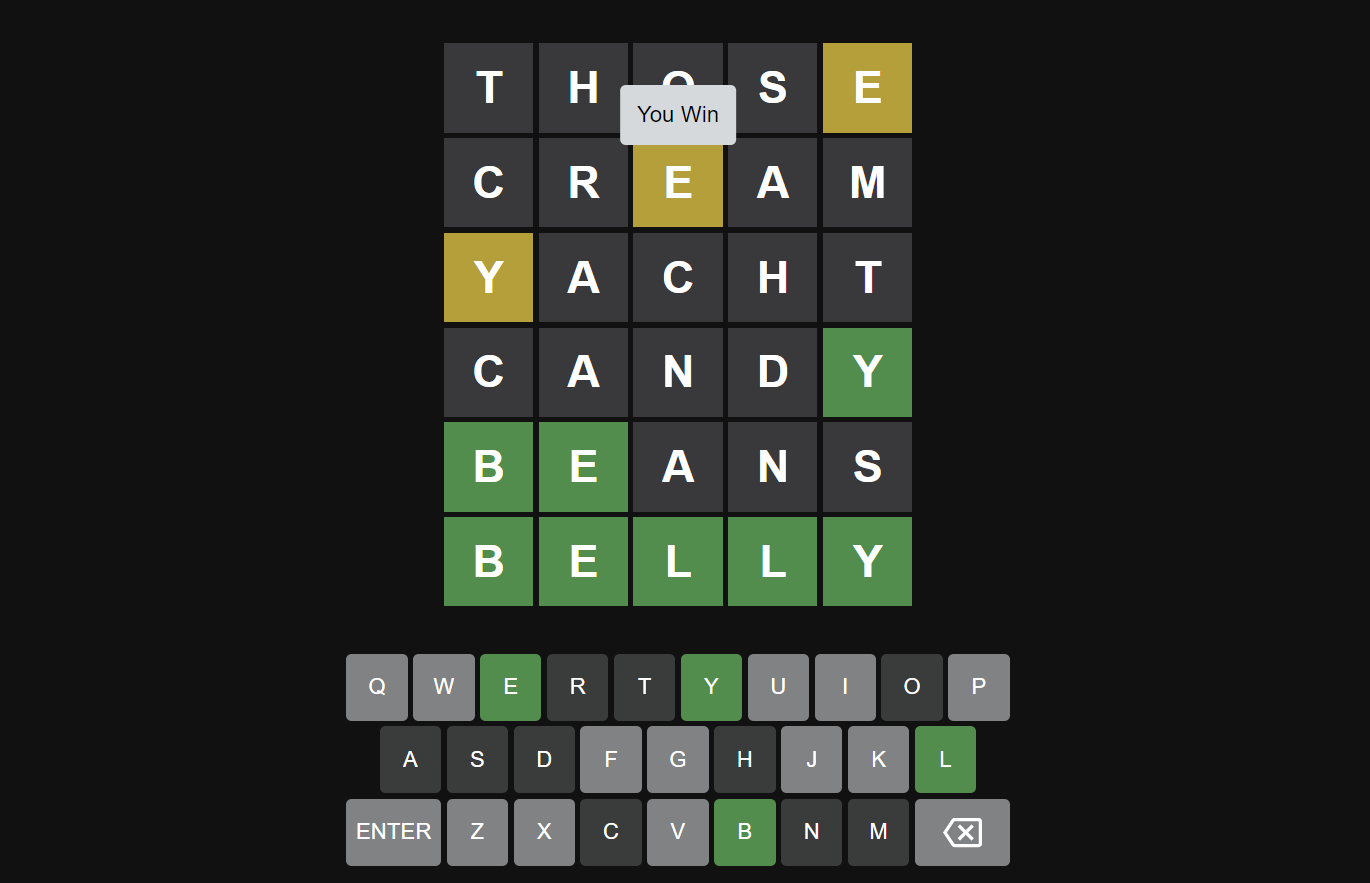 T H O S E
You Win
C R E A M
Y A C H T
C A N D Y
B E A N S
B E L L Y
Q W E R T Y U I O P
A S D F G H J K L
ENTER Z X C V B N M